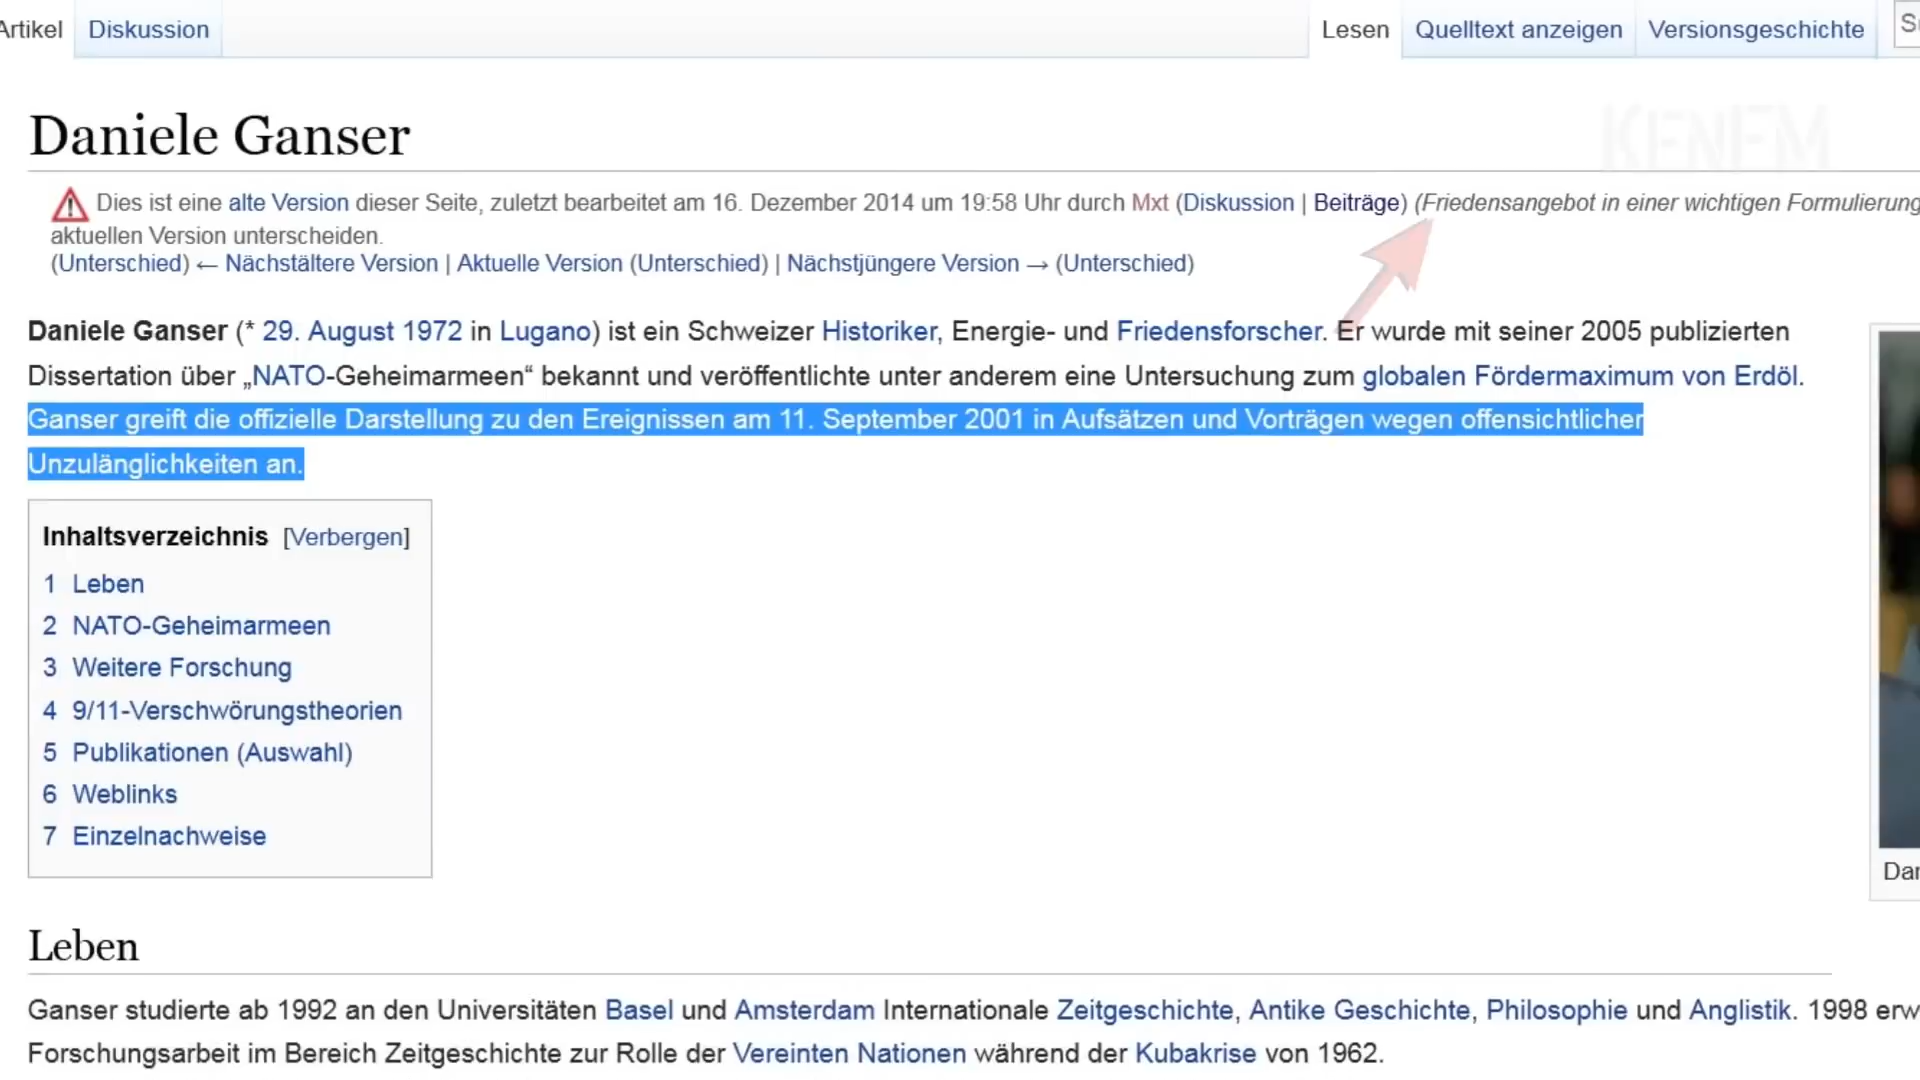 Artikel Diskussion Lesen Quelltext anzeigen Versionsgeschichte
KENFM
Daniele Ganser
Dies ist eine alte Version dieser Seite, zuletzt bearbeitet am 16. Dezember 2014 um 19:58 Uhr durch Mxt (Diskussion | Beiträge) (Friedensangebot in einer wichtigen Formulierung
aktuellen Version unterscheiden.
(Unterschied) ← Nächstältere Version | Aktuelle Version (Unterschied) | Nächstjüngere Version → (Unterschied)
Daniele Ganser (* 29. August 1972 in Lugano) ist ein Schweizer Historiker, Energie- und Friedensforscher. Er wurde mit seiner 2005 publizierten
Dissertation über „NATO-Geheimarmeen“ bekannt und veröffentlichte unter anderem eine Untersuchung zum globalen Fördermaximum von Erdöl.
Ganser greift die offizielle Darstellung zu den Ereignissen am 11. September 2001 in Aufsätzen und Vorträgen wegen offensichtlicher
Unzulänglichkeiten an.
Inhaltsverzeichnis [Verbergen]
1 Leben
2 NATO-Geheimarmeen
3 Weitere Forschung
4 9/11-Verschwörungstheorien
5 Publikationen (Auswahl)
6 Weblinks
7 Einzelnachweise
Leben
Ganser studierte ab 1992 an den Universitäten Basel und Amsterdam Internationale Zeitgeschichte, Antike Geschichte, Philosophie und Anglistik. 1998 erw
Forschungsarbeit im Bereich Zeitgeschichte zur Rolle der Vereinten Nationen während der Kubakrise von 1962.